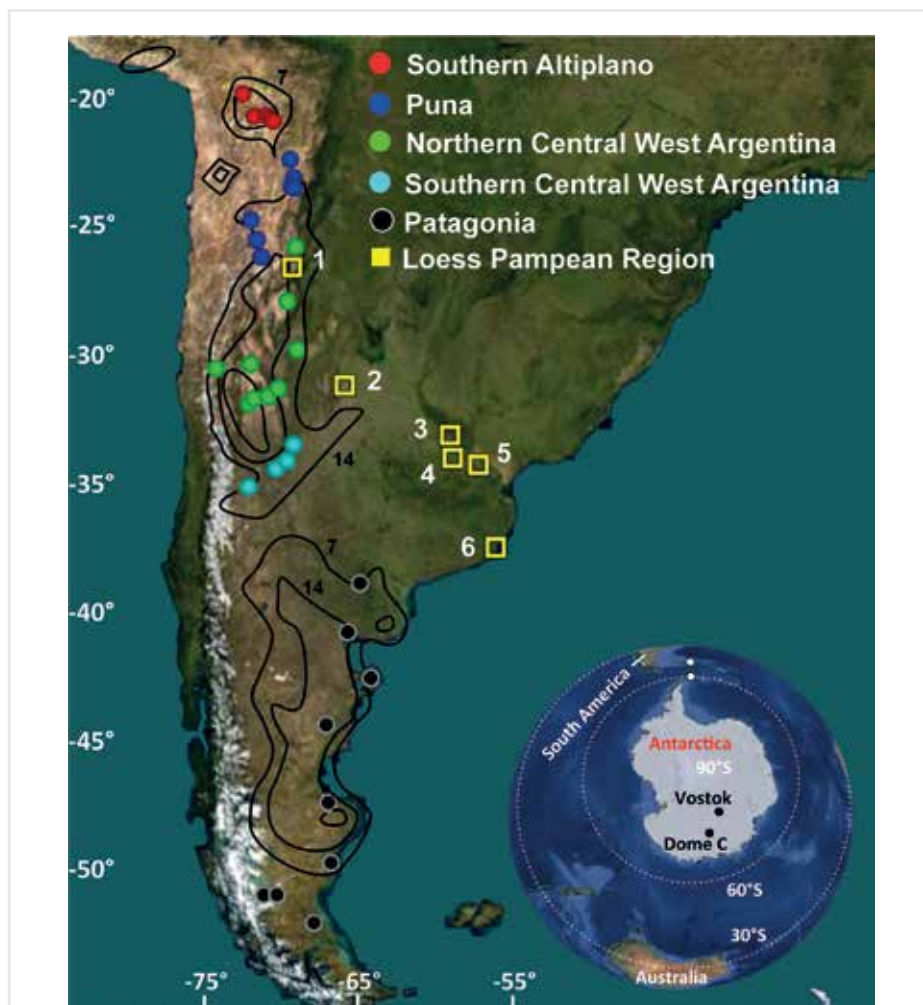 Southern Altiplano
Puna
Northern Central West Argentina
Southern Central West Argentina
Patagonia
Loess Pampean Region
7
-20°
-25°
1
-30°
2
3
4
5
14
-35°
6
7
14
-40°
-45°
-50°
-75°
-65°
-55°
South America
Antarctica
90°S
Vostok
Dome C
60°S
30°S
Australia